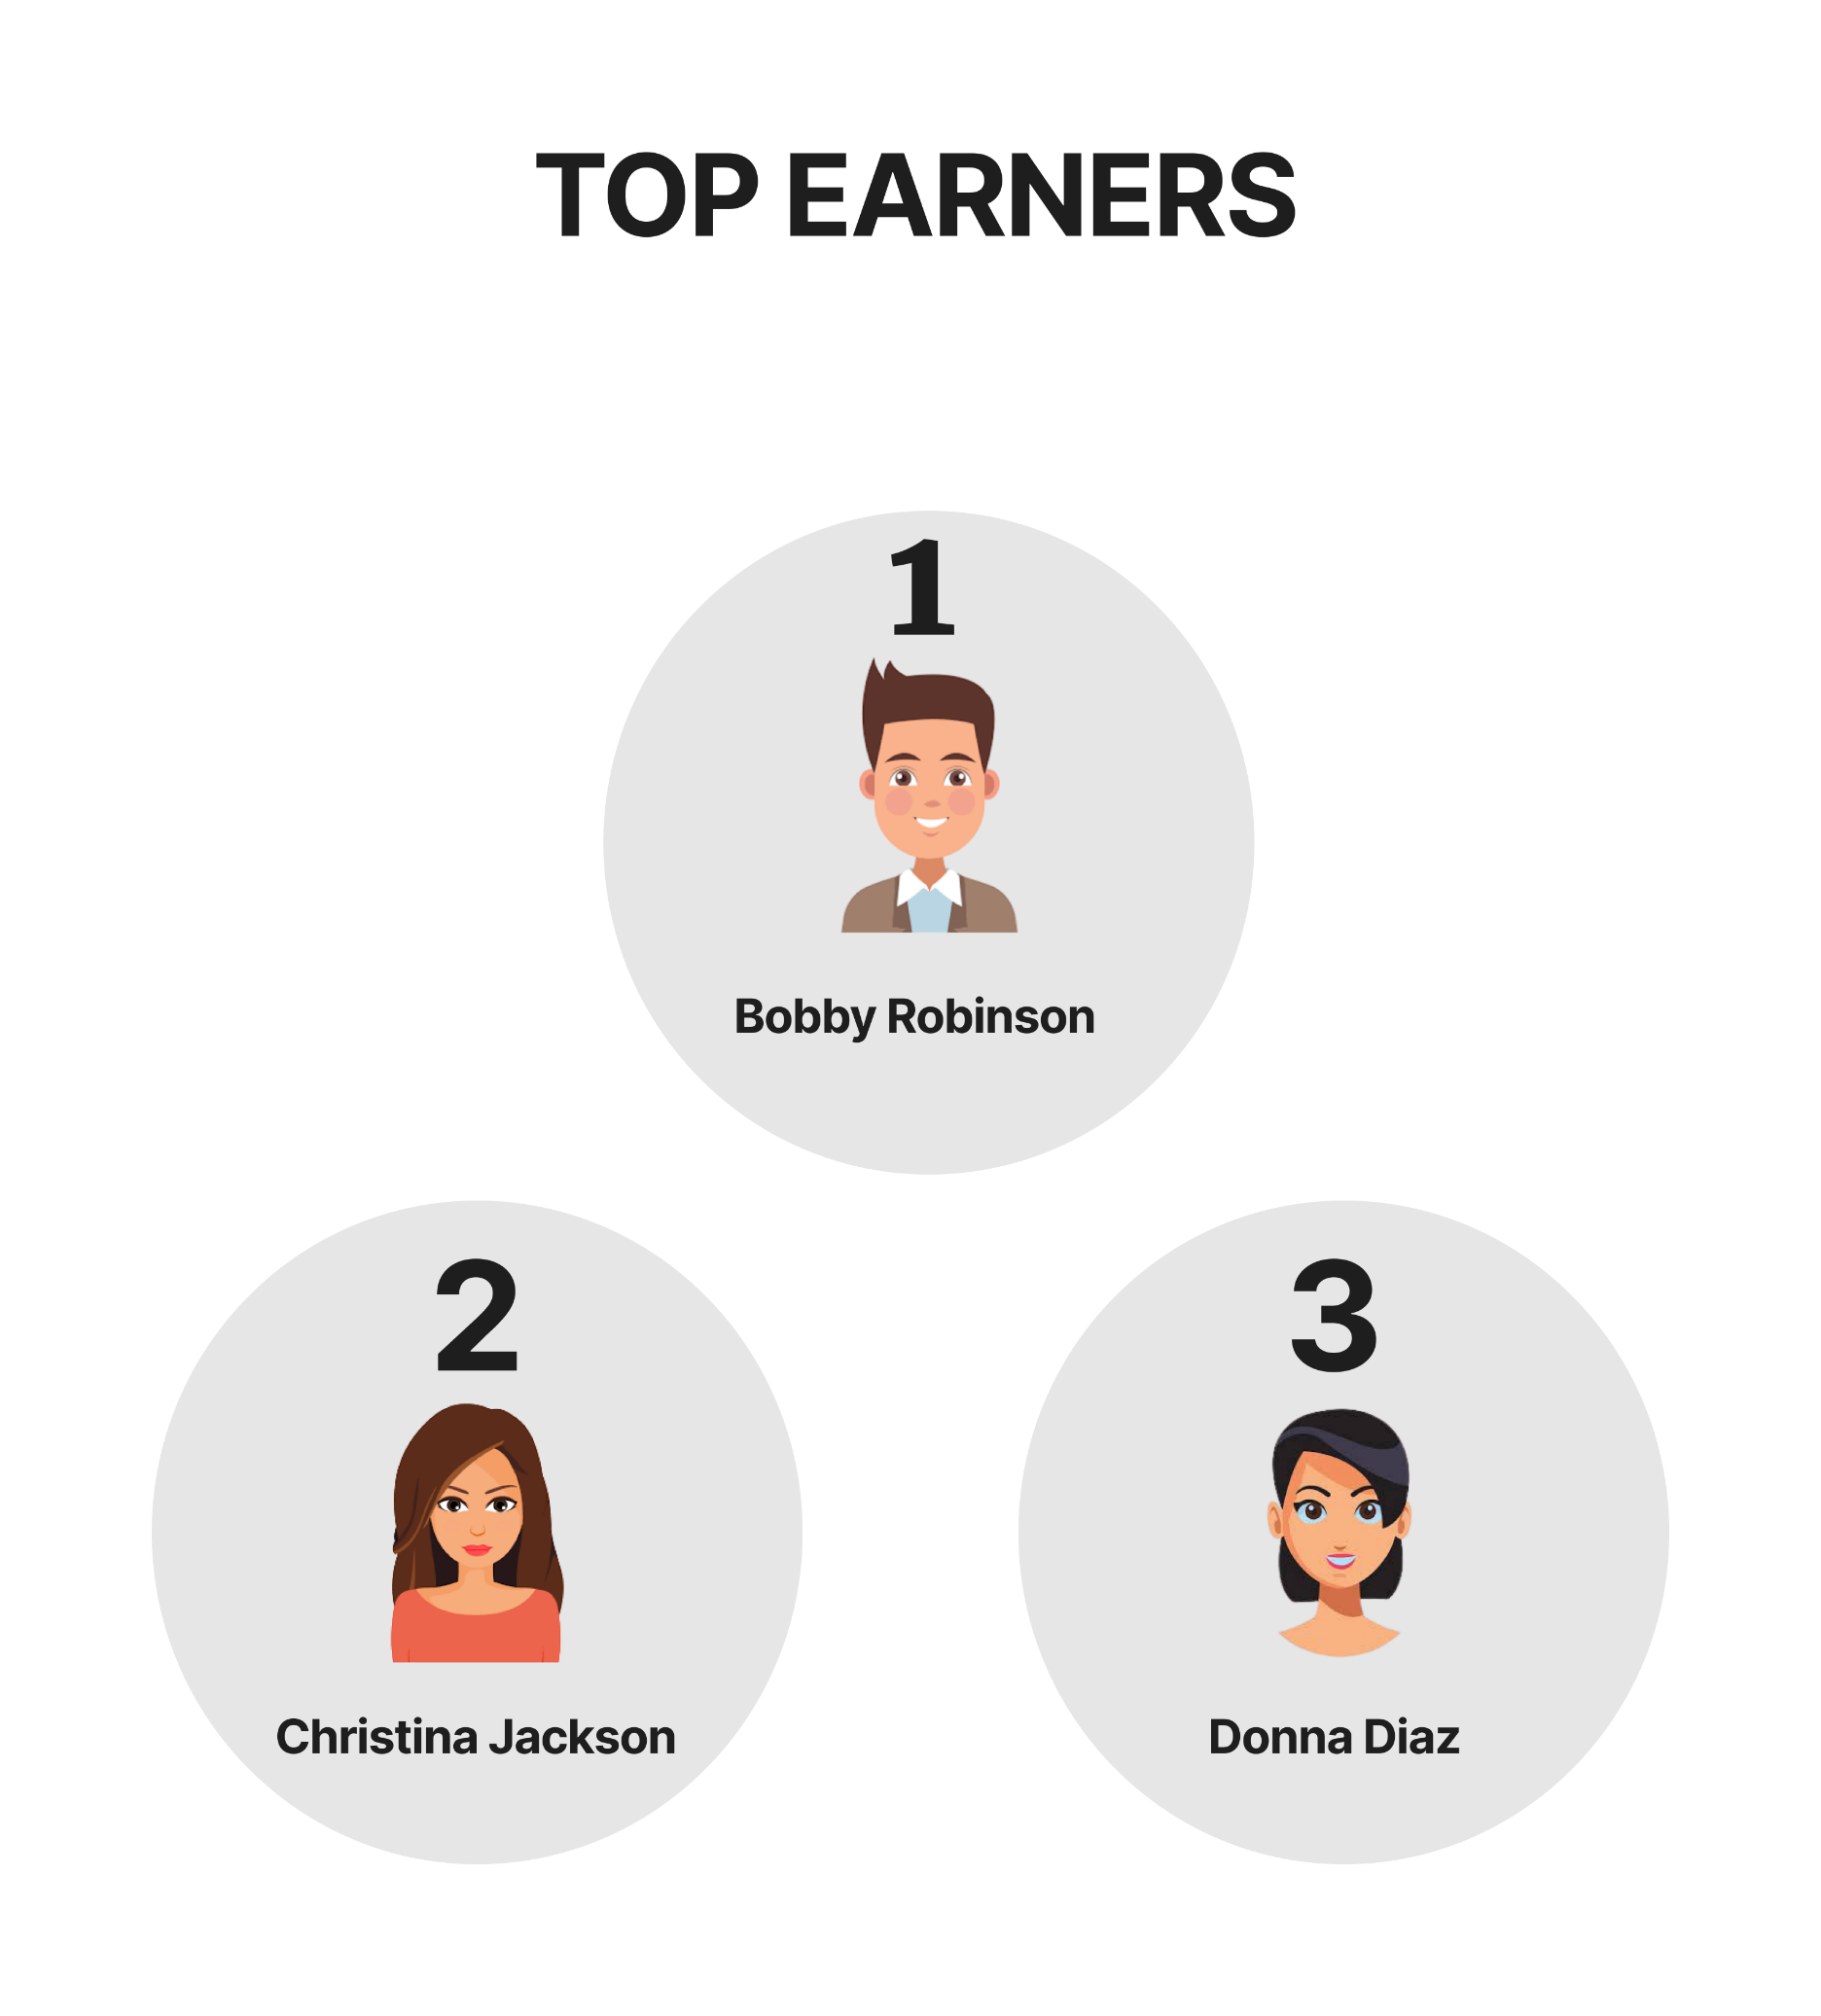 TOP EARNERS
1
Bobby Robinson
2
Christina Jackson
3
Donna Diaz